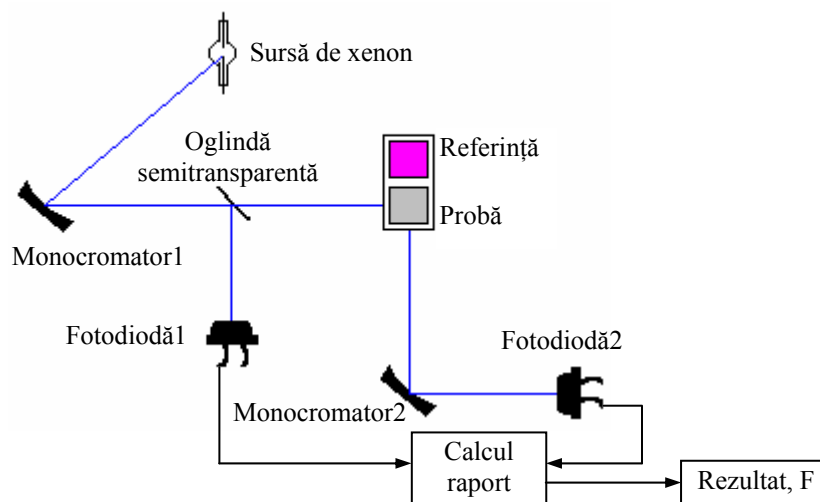 Sursă de xenon
Oglindă
semitransparentă
Referință
Probă
Monocromator1
Fotodiodă1
Fotodiodă2
Monocromator2
Calcul
raport
Rezultat, F